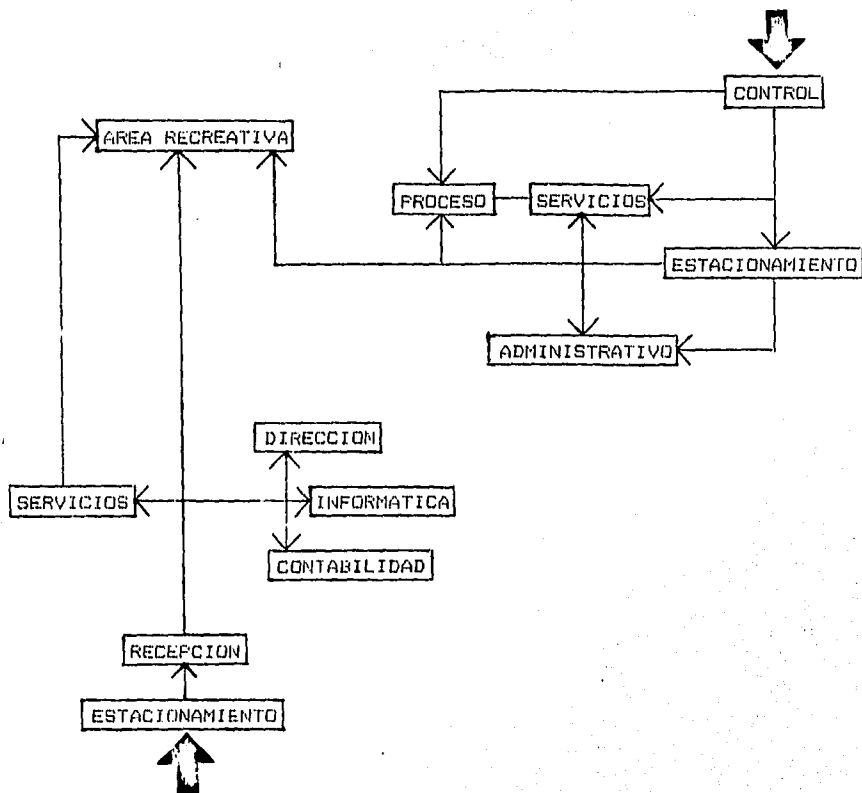 CONTROL
AREA RECREATIVA
PROCESO
SERVICIOS
ESTACIONAMIENTO
ADMINISTRATIVO
DIRECCION
SERVICIOS
INFORMATICA
CONTABILIDAD
RECEPCION
ESTACIONAMIENTO